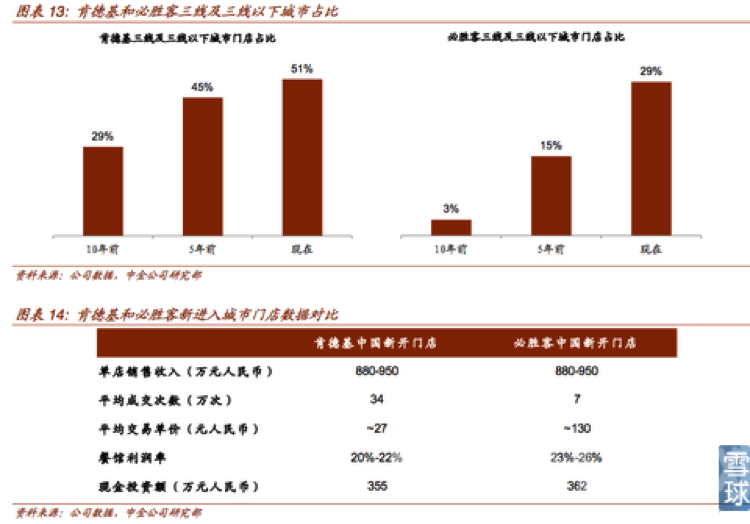 图表 13：肯德基和必胜客三线及三线以下城市占比
肯德基三线及三线以下城市门店占比
必胜客三线及三线以下城市门店占比
29%
45%
51%
3%
15%
29%
10年前
5年前
现在
10年前
5年前
现在
资料来源：公司数据，中金公司研究部
图表 14：肯德基和必胜客新进入城市门店数据对比
肯德基中国新开门店 必胜客中国新开门店
单店销售收入（万元人民币） 880-950 880-950
平均成交次数（万次） 34 7
平均交易单价（元人民币） ~27 ~130
餐馆利润率 20%-22% 23%-26%
现金投资额（万元人民币） 355 362
资料来源：公司数据，中金公司研究部
雪球